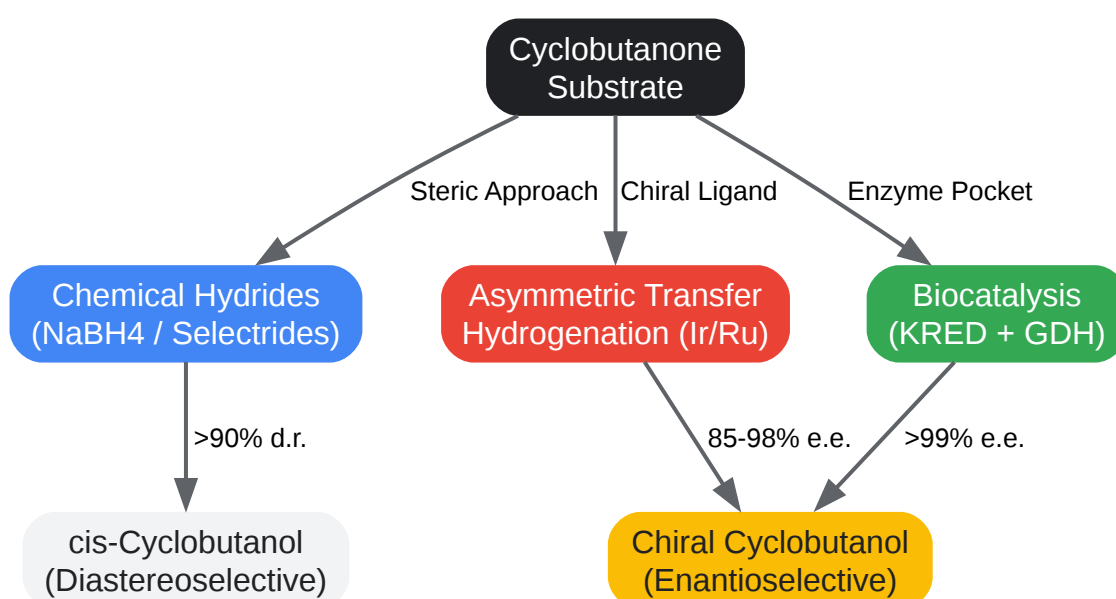 Cyclobutanone
Substrate
Steric Approach
Chiral Ligand
Enzyme Pocket
Chemical Hydrides
(NaBH4 / Selectrides)
Asymmetric Transfer
Hydrogenation (Ir/Ru)
Biocatalysis
(KRED + GDH)
>90% d.r.
85-98% e.e.
>99% e.e.
cis-Cyclobutanol
(Diastereoselective)
Chiral Cyclobutanol
(Enantioselective)